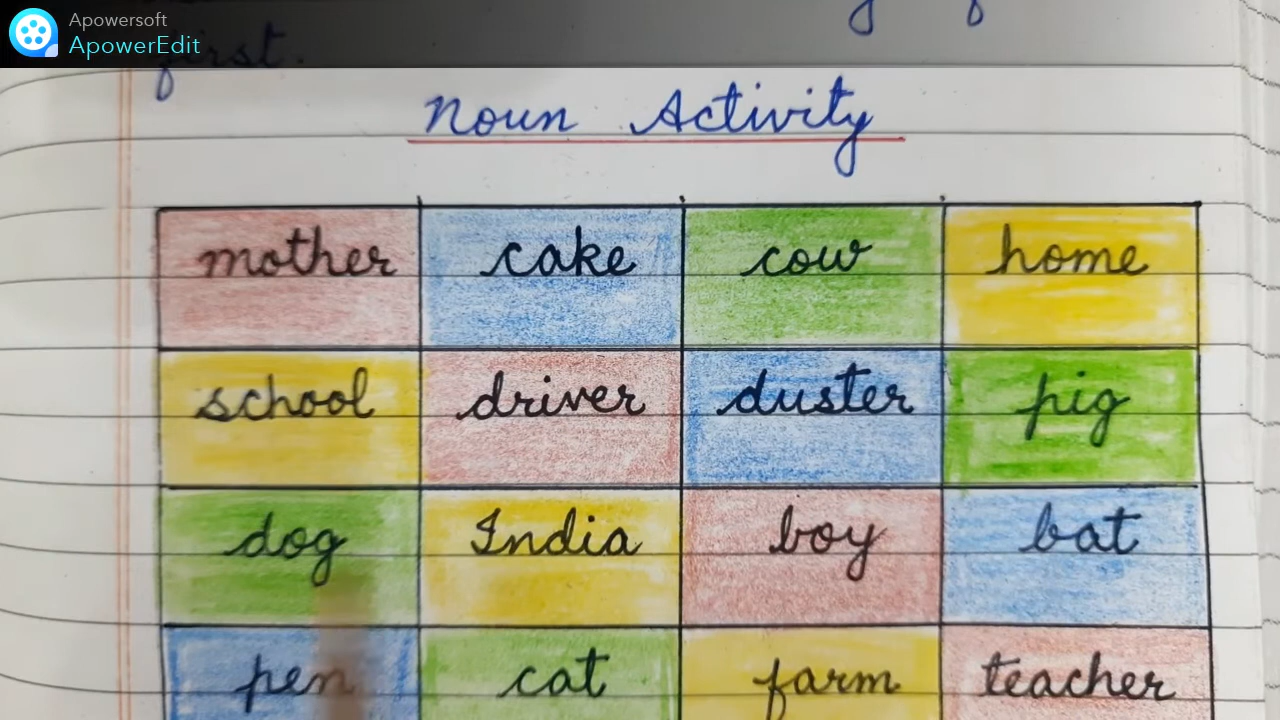 Apowersoft
ApowerEdit
first.
Noun Activity
mother cake cow home
school driver duster pig
dog India boy bat
pen cat farm teacher